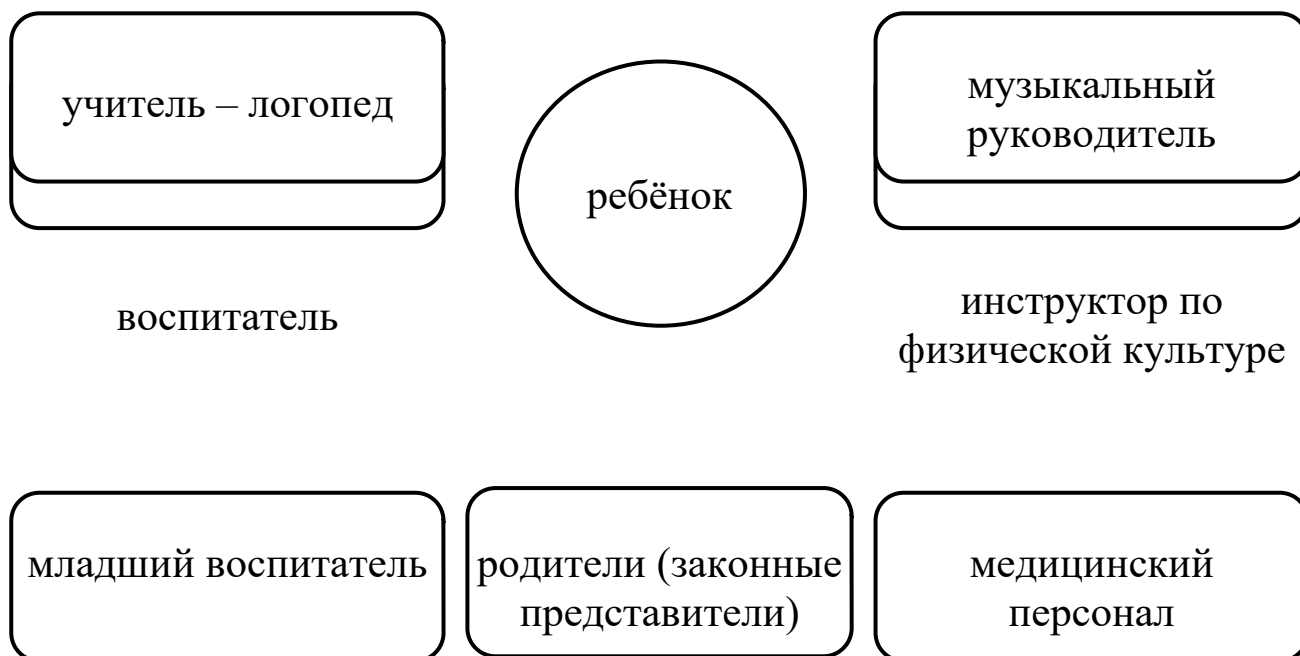 учитель – логопед
музыкальный
руководитель
ребёнок
воспитатель
инструктор по
физической культуре
младший воспитатель
родители (законные
представители)
медицинский
персонал